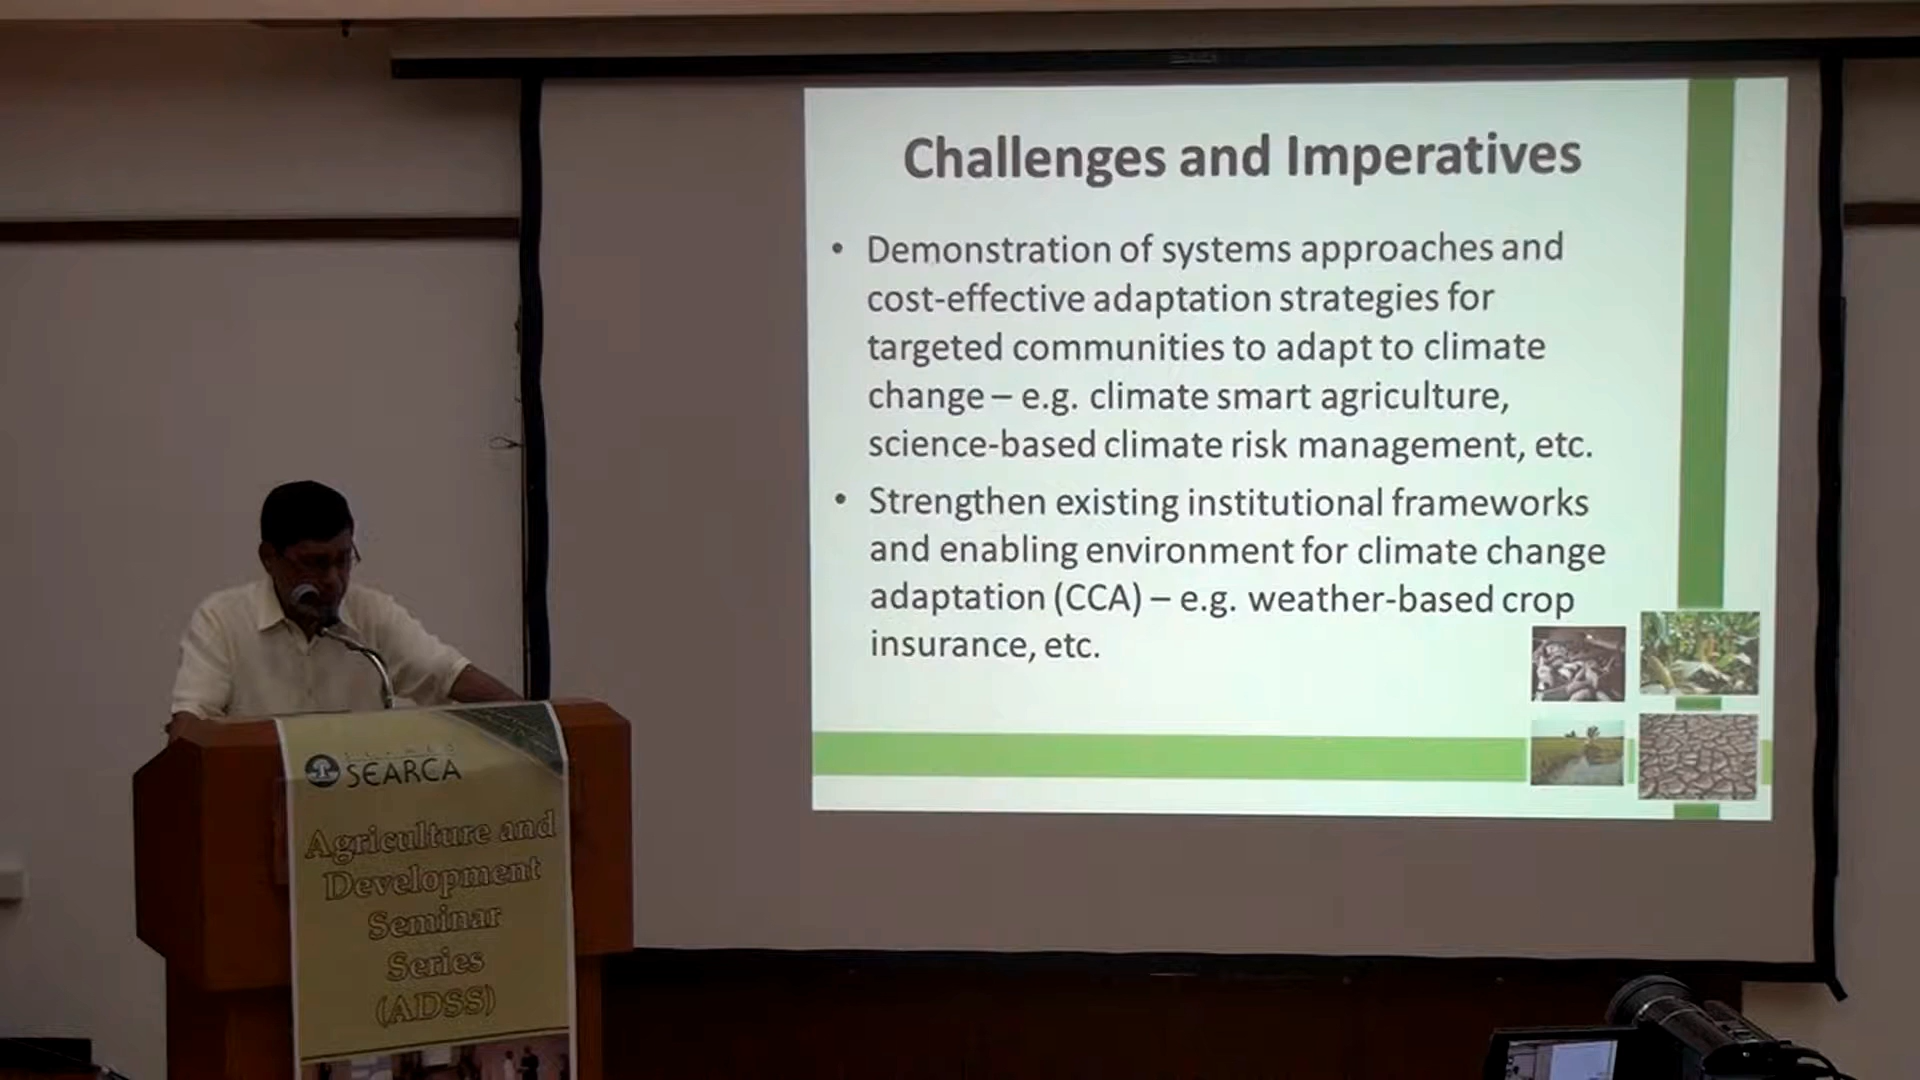 Challenges and Imperatives
• Demonstration of systems approaches and
cost-effective adaptation strategies for
targeted communities to adapt to climate
change – e.g. climate smart agriculture,
science-based climate risk management, etc.
• Strengthen existing institutional frameworks
and enabling environment for climate change
adaptation (CCA) – e.g. weather-based crop
insurance, etc.
SEARCA
Agriculture and
Development
Seminar
Series
(ADSS)